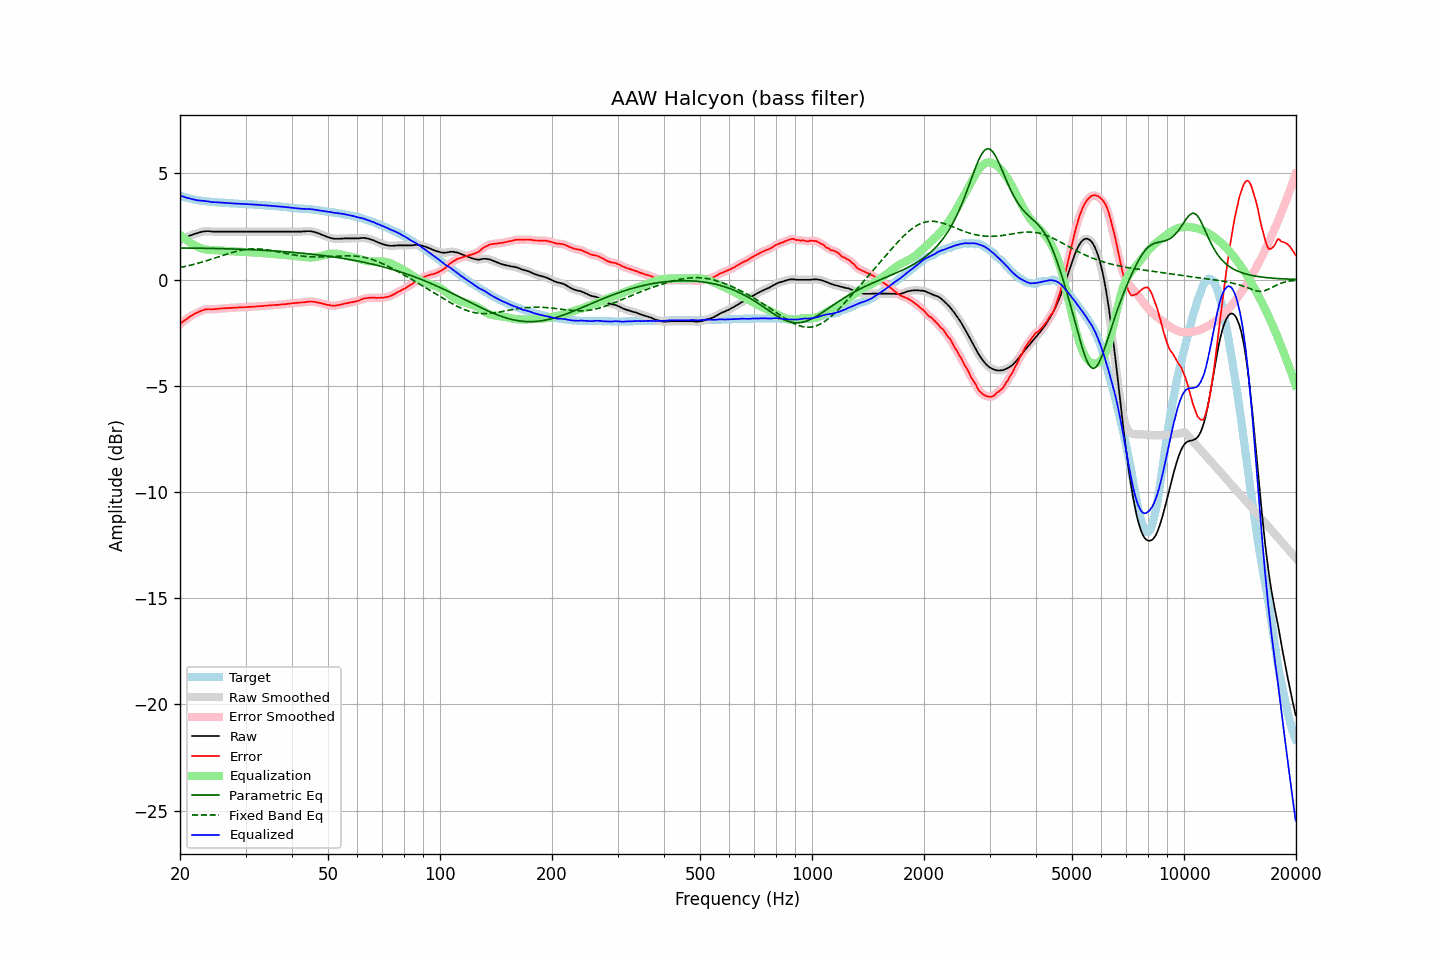 AAW Halcyon (bass filter)
Amplitude (dBr)
5
0
−5
−10
−15
−20
−25
Target
Raw Smoothed
Error Smoothed
Raw
Error
Equalization
Parametric Eq
Fixed Band Eq
Equalized
20
50
100
200
500
1000
2000
5000
10000
20000
Frequency (Hz)